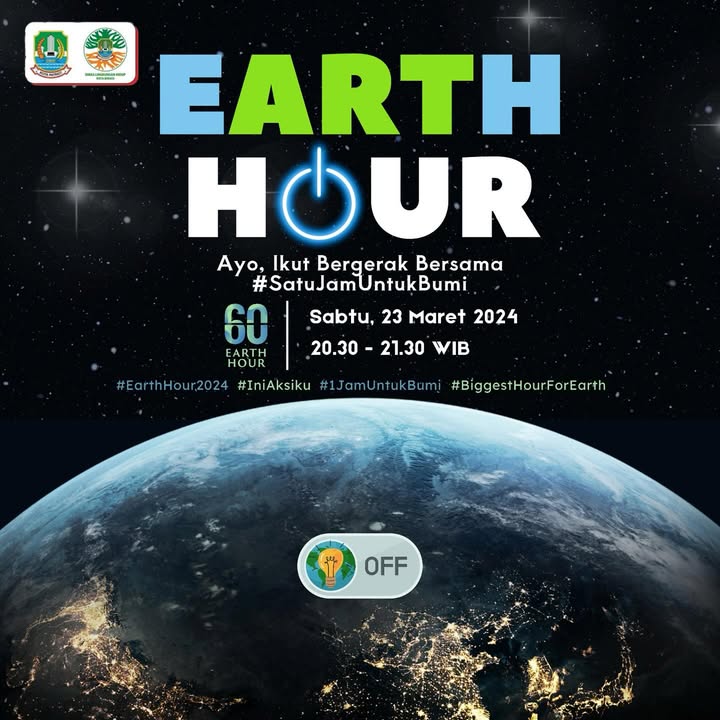 EARTH
HOUR
Ayo, Ikut Bergerak Bersama
#SatuJamUntukBumi
60
EARTH
HOUR
Sabtu, 23 Maret 2024
20.30 - 21.30 WIB
#EarthHour2024 #IniAksiku #1JamUntukBumi #BiggestHourForEarth
OFF